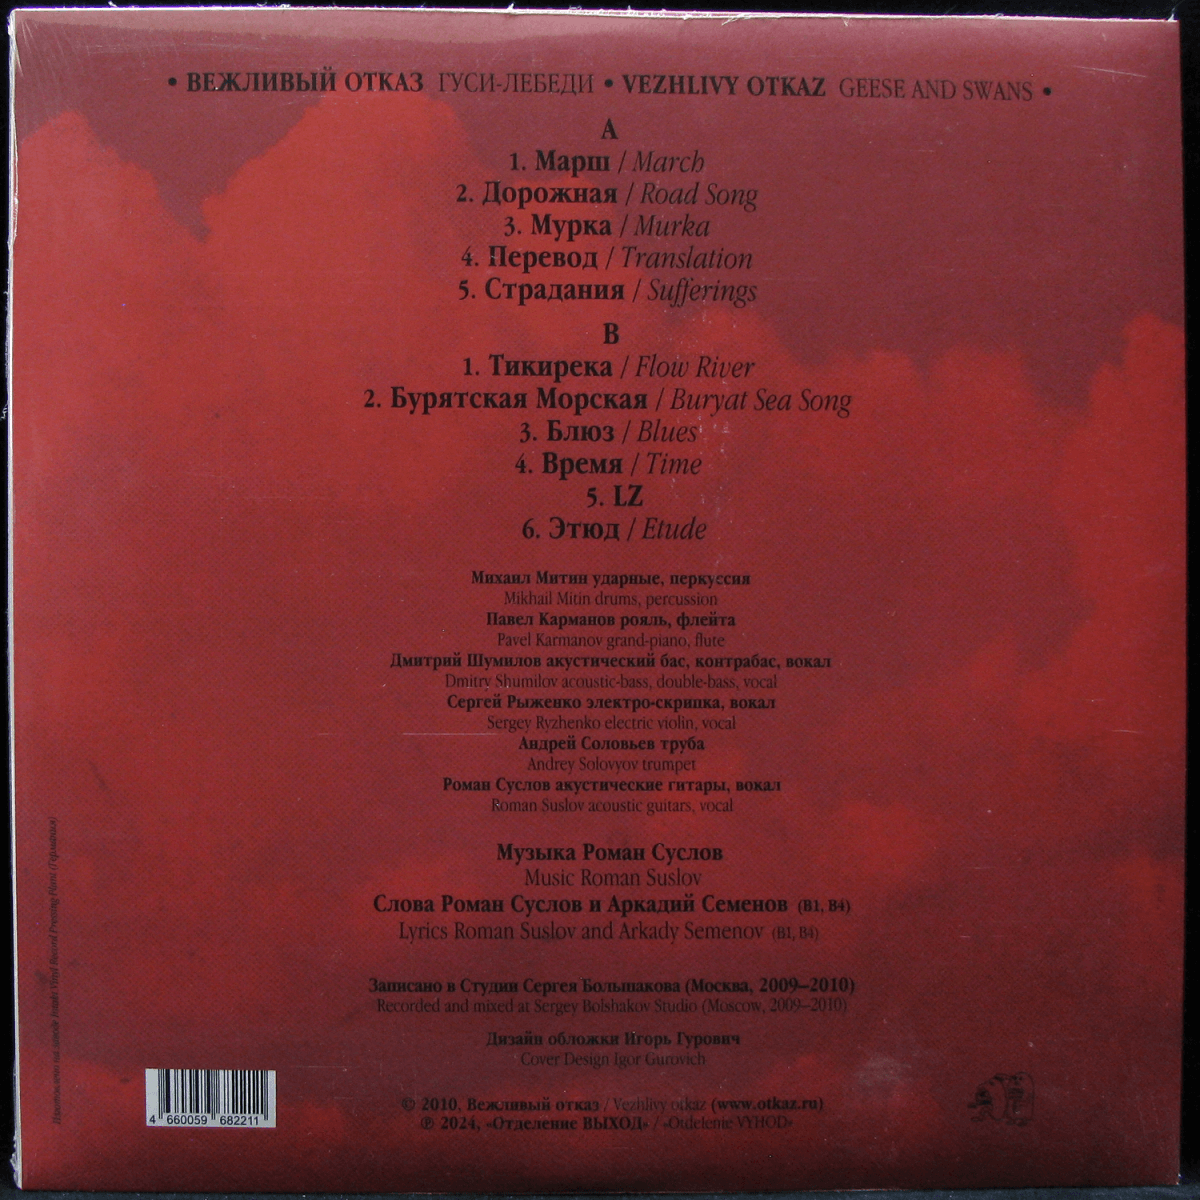 • ВЕЖЛИВЫЙ ОТКАЗ ГУСИ-ЛЕБЕДИ • VEZHLIVY OTKAZ GEESE AND SWANS •
A
1. Марш / March
2. Дорожная / Road Song
3. Мурка / Murka
4. Перевод / Translation
5. Страдания / Sufferings
B
1. Тикирека / Flow River
2. Бурятская Морская / Buryat Sea Song
3. Блюз / Blues
4. Время / Time
5. LZ
6. Этюд / Etude
Михаил Митин ударные, перкуссия
Mikhail Mitin drums, percussion
Павел Карманов рояль, флейта
Pavel Karmanov grand-piano, flute
Дмитрий Шумилов акустический бас, контрабас, вокал
Dmitry Shumilov acoustic-bass, double-bass, vocal
Сергей Рыженко электро-скрипка, вокал
Sergey Ryzhenko electric violin, vocal
Андрей Соловьев труба
Andrey Solovyov trumpet
Роман Суслов акустические гитары, вокал
Roman Suslov acoustic guitars, vocal
Музыка Роман Суслов
Music Roman Suslov
Слова Роман Суслов и Аркадий Семенов (B1, B4)
Lyrics Roman Suslov and Arkady Semenov (B1, B4)
Записано в Студии Сергея Большакова (Москва, 2009–2010)
Recorded and mixed at Sergey Bolshakov Studio (Moscow, 2009–2010)
Дизайн обложки Игорь Гурович
Cover Design Igor Gurovich
© 2010, Вежливый отказ / Vezhlivy otkaz (www.otkaz.ru)
℗ 2024, «Отделение ВЫХОД» / «Otdelenie VYHOD»
4 660059 682211
на заводе Vinyl Record Pressing Plant (Германия)